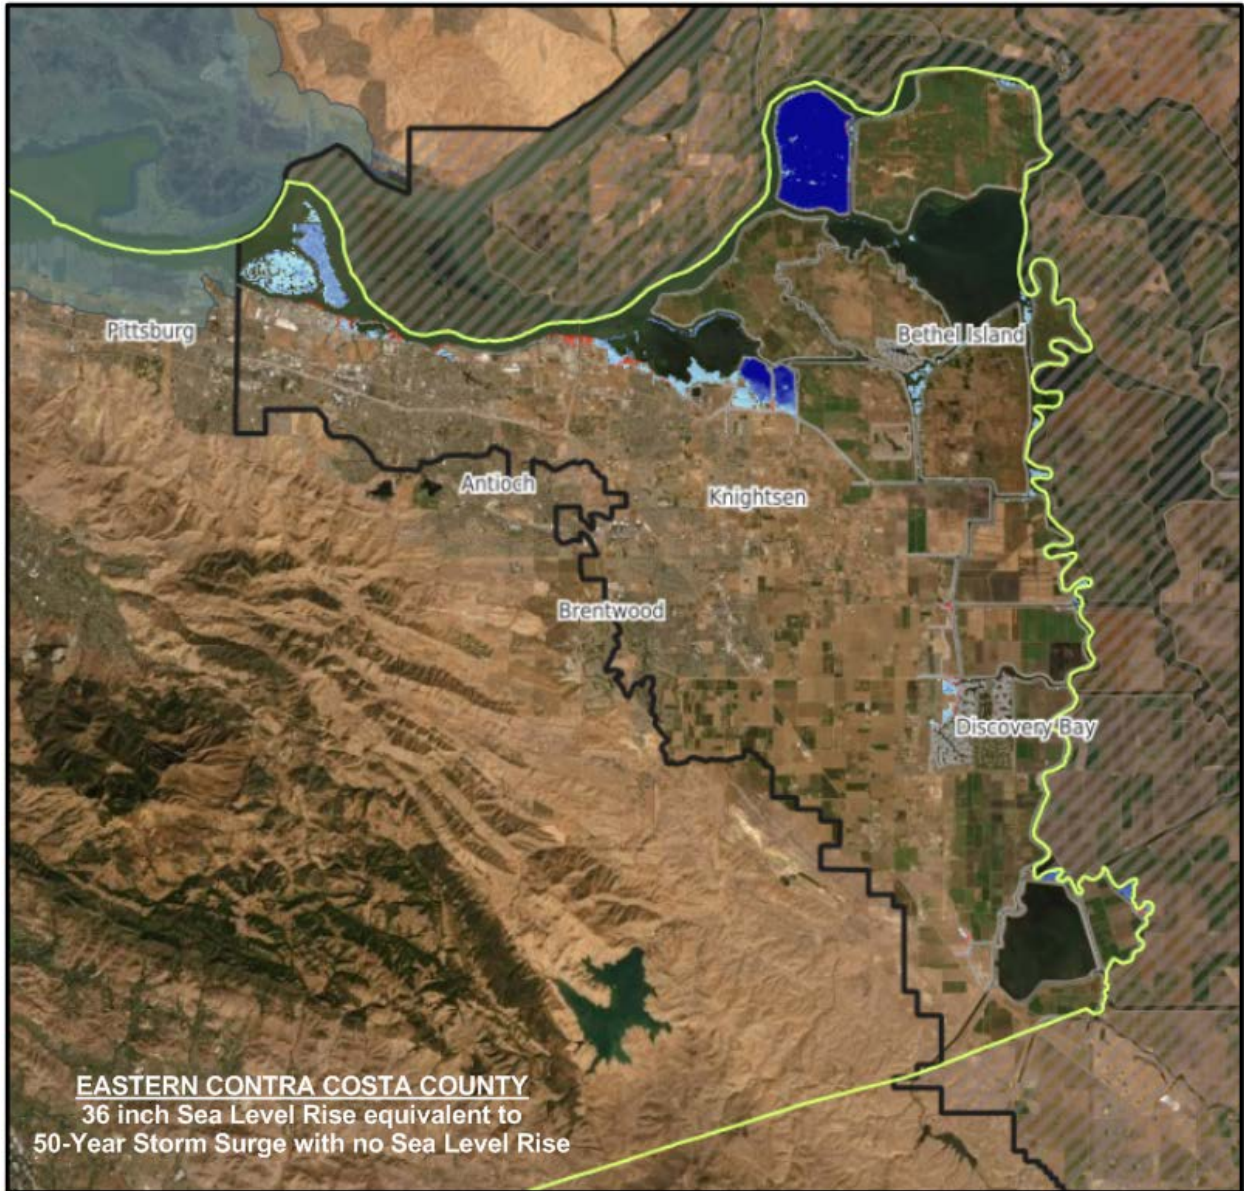 Pittsburg
Bethel Island
Antioch
Knightsen
Brentwood
Discovery Bay
EASTERN CONTRA COSTA COUNTY
36 inch Sea Level Rise equivalent to
50-Year Storm Surge with no Sea Level Rise